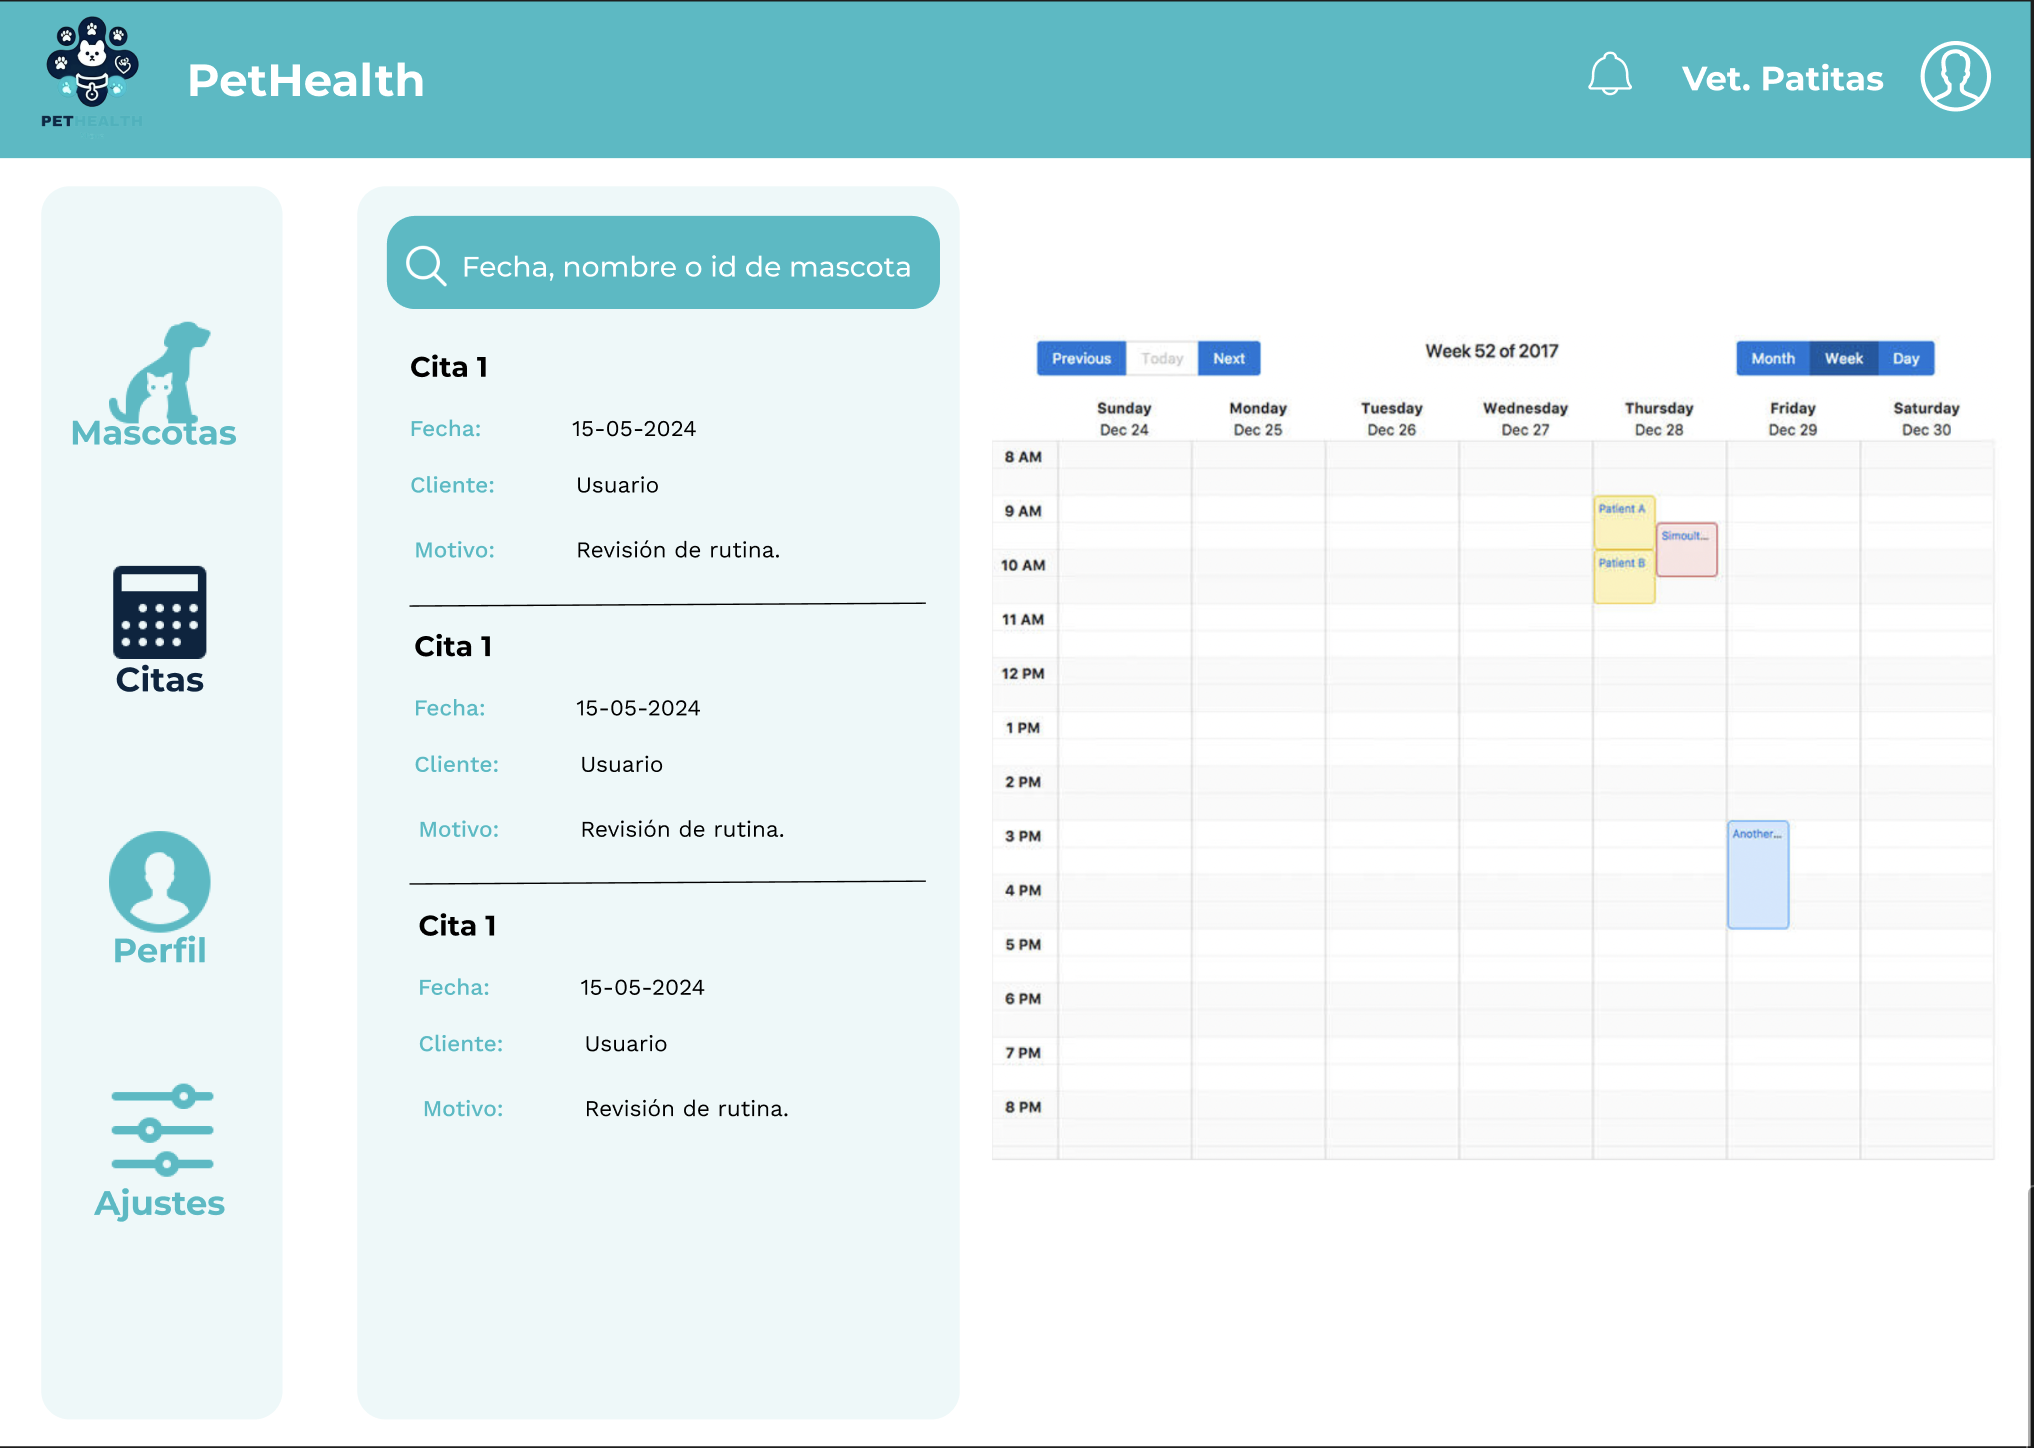 PETHEALTH
PetHealth
Vet. Patitas
Mascotas
Citas
Perfil
Ajustes
Fecha, nombre o id de mascota
Cita 1
Fecha: 15-05-2024
Cliente: Usuario
Motivo: Revisión de rutina.
Cita 1
Fecha: 15-05-2024
Cliente: Usuario
Motivo: Revisión de rutina.
Cita 1
Fecha: 15-05-2024
Cliente: Usuario
Motivo: Revisión de rutina.
Previous Today Next
Week 52 of 2017
Month Week Day
Sunday Monday Tuesday Wednesday Thursday Friday Saturday
Dec 24 Dec 25 Dec 26 Dec 27 Dec 28 Dec 29 Dec 30
8 AM
9 AM
Patient A
Simoult...
10 AM
Patient B
11 AM
12 PM
1 PM
2 PM
3 PM
Another...
4 PM
5 PM
6 PM
7 PM
8 PM